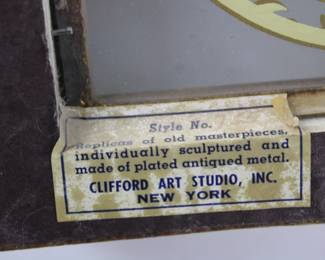 Style No.
Replicas of old masterpieces,
individually sculptured and
made of plated antiqued metal.
CLIFFORD ART STUDIO, INC.
NEW YORK